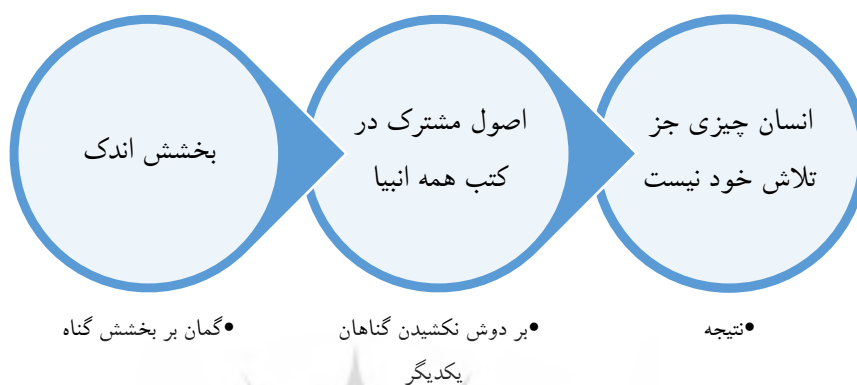 بخشش اندک
اصول مشترک در
کتب همه انبیا
انسان چیزی جز
تلاش خود نیست
•گمان بر بخشش گناه
•بر دوش نکشیدن گناهان
یکدیگر
•نتیجه